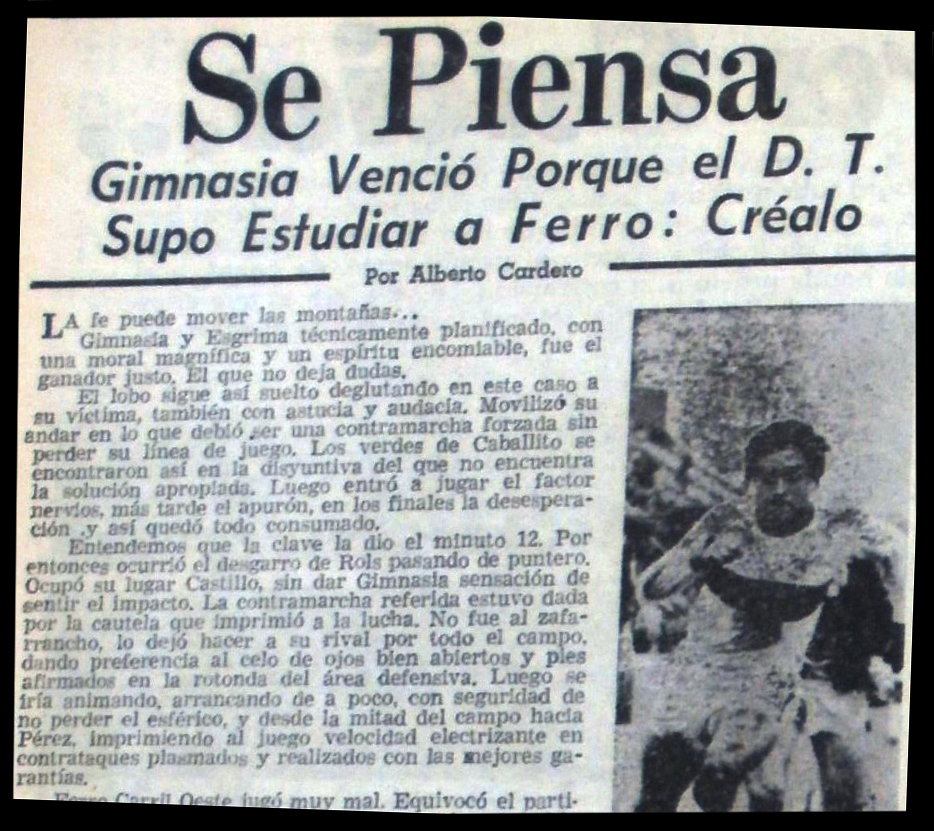 Se Piensa
Gimnasia Venció Porque el D. T.
Supo Estudiar a Ferro: Créalo
Por Alberto Cardero
LA fe puede mover las montañas...
Gimnasia y Esgrima técnicamente planificado, con
una moral magnífica y un espíritu encomiable, fue el
ganador justo. El que no deja dudas.
El lobo sigue así suelto deglutando en este caso a
su víctima, también con astucia y audacia. Movilizó su
andar en lo que debió ser una contramarcha forzada sin
perder su línea de juego. Los verdes de Caballito se
encontraron así en la disyuntiva del que no encuentra
la solución apropiada. Luego entró a jugar el factor
nervios, más tarde el apurón, en los finales la desespera-
ción y así quedó todo consumado.
Entendemos que la clave la dio el minuto 12. Por
entonces ocurrió el desgarro de Rols pasando de puntero.
Ocupó su lugar Castillo, sin dar Gimnasia sensación de
sentir el impacto. La contramarcha referida estuvo dada
por la cautela que imprimió a la lucha. No fue al zafa-
rrancho, lo dejó hacer a su rival por todo el campo,
dando preferencia al celo de ojos bien abiertos y pies
afirmados en la rotonda del área defensiva. Luego se
iría animando, arrancando de a poco, con seguridad de
no perder el esférico, y desde la mitad del campo hacia
Pérez, imprimiendo al juego velocidad electrizante en
contrataques plasmados y realizados con las mejores ga-
rantías.
Ferro Carril Oeste jugó muy mal. Equivocó el parti-